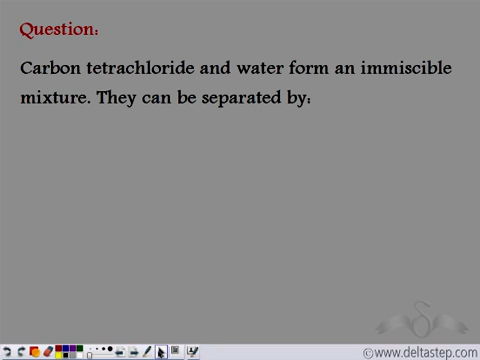 Question:
Carbon tetrachloride and water form an immiscible
mixture. They can be separated by:
©www.deltastep.com